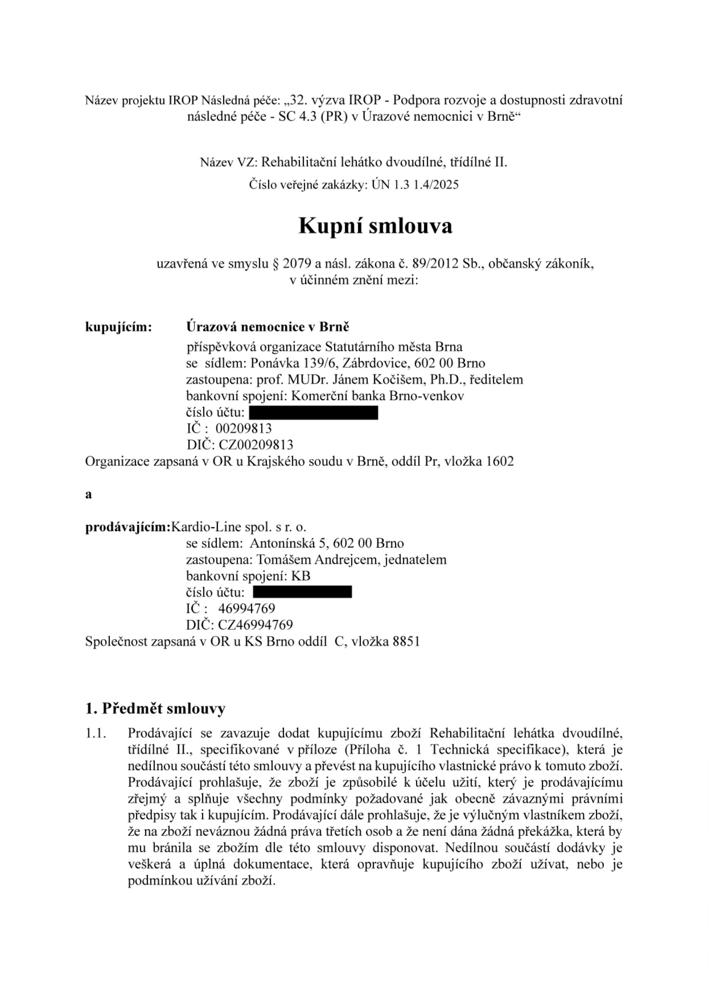 Název projektu IROP Následná péče: „32. výzva IROP - Podpora rozvoje a dostupnosti zdravotní
následné péče - SC 4.3 (PR) v Úrazové nemocnici v Brně“
Název VZ: Rehabilitační lehátko dvoudílné, třídílné II.
Číslo veřejné zakázky: ÚN 1.3 1.4/2025
Kupní smlouva
uzavřená ve smyslu § 2079 a násl. zákona č. 89/2012 Sb., občanský zákoník,
v účinném znění mezi:
kupujícím: Úrazová nemocnice v Brně
příspěvková organizace Statutárního města Brna
se sídlem: Ponávka 139/6, Zábrdovice, 602 00 Brno
zastoupena: prof. MUDr. Jánem Kočišem, Ph.D., ředitelem
bankovní spojení: Komerční banka Brno-venkov
číslo účtu:
IČ : 00209813
DIČ: CZ00209813
Organizace zapsaná v OR u Krajského soudu v Brně, oddíl Pr, vložka 1602
a
prodávajícím:Kardio-Line spol. s r. o.
se sídlem: Antonínská 5, 602 00 Brno
zastoupena: Tomášem Andrejcem, jednatelem
bankovní spojení: KB
číslo účtu:
IČ : 46994769
DIČ: CZ46994769
Společnost zapsaná v OR u KS Brno oddíl C, vložka 8851
1. Předmět smlouvy
1.1. Prodávající se zavazuje dodat kupujícímu zboží Rehabilitační lehátka dvoudílné,
třídílné II., specifikované v příloze (Příloha č. 1 Technická specifikace), která je
nedílnou součástí této smlouvy a převést na kupujícího vlastnické právo k tomuto zboží.
Prodávající prohlašuje, že zboží je způsobilé k účelu užití, který je prodávajícímu
zřejmý a splňuje všechny podmínky požadované jak obecně závaznými právními
předpisy tak i kupujícím. Prodávající dále prohlašuje, že je výlučným vlastníkem zboží,
že na zboží neváznou žádná práva třetích osob a že není dána žádná překážka, která by
mu bránila se zbožím dle této smlouvy disponovat. Nedílnou součástí dodávky je
veškerá a úplná dokumentace, která opravňuje kupujícího zboží užívat, nebo je
podmínkou užívání zboží.